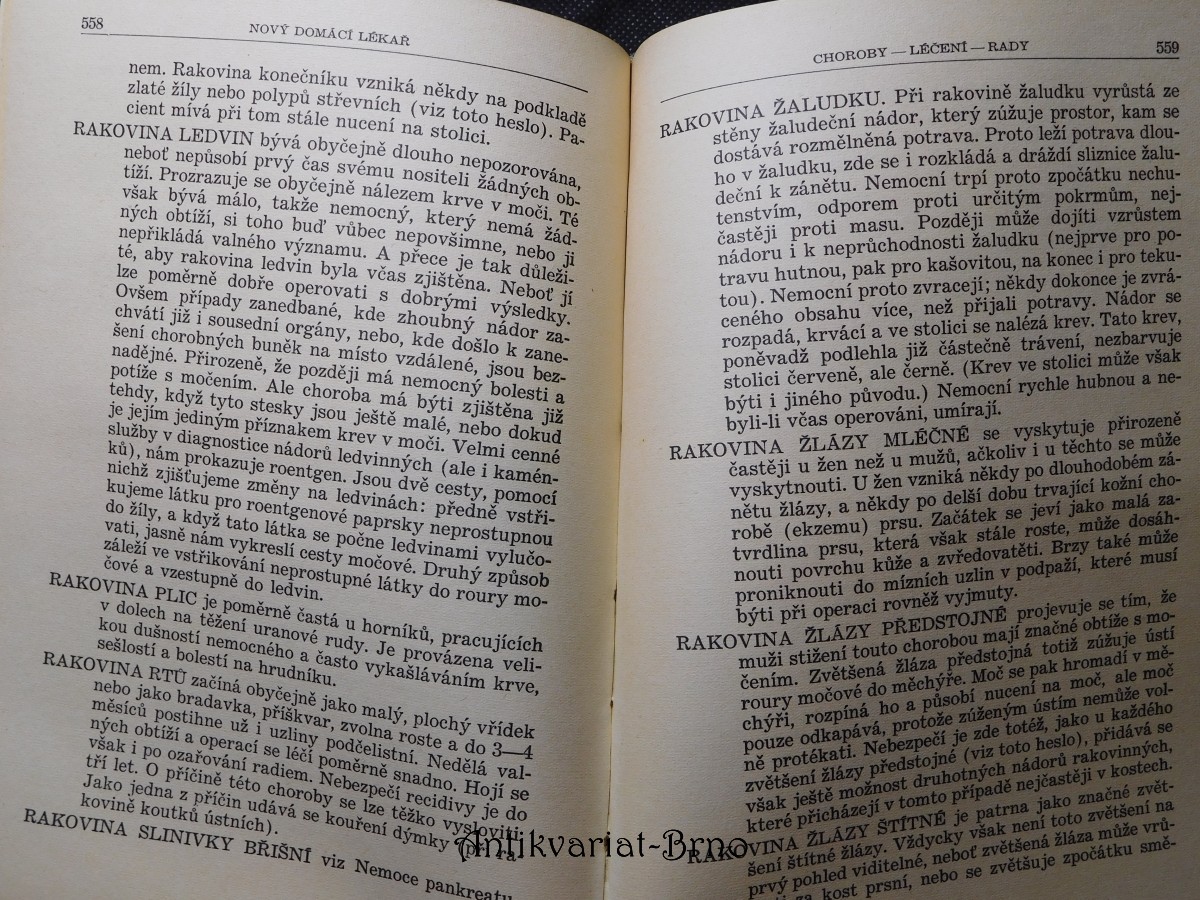 558
NOVÝ DOMÁCÍ LÉKAŘ
nem. Rakovina konečníku vzniká někdy na podkladě
zlaté žíly nebo polypů střevních (viz toto heslo). Pa-
cient mívá při tom stále nucení na stolici.
RAKOVINA LEDVIN bývá obyčejně dlouho nepozorována,
neboť nepůsobí prvý čas svému nositeli žádných ob-
tíží. Prozrazuje se obyčejně nálezem krve v moči. Té
však bývá málo, takže nemocný, který nemá žád-
ných obtíží, si toho buď vůbec nepovšimne, nebo ji
nepřikládá valného významu. A přece je tak důleži-
té, aby rakovina ledvin byla včas zjištěna. Neboť jí
lze poměrně dobře operovati s dobrými výsledky.
Ovšem případy zanedbané, kde zhoubný nádor za-
chvátí již i sousední orgány, nebo, kde došlo k zane-
šení chorobných buněk na místo vzdálené, jsou bez-
nadějné. Přirozeně, že později má nemocný bolesti a
potíže s močením. Ale choroba má býti zjištěna již
tehdy, když tyto stesky jsou ještě malé, nebo dokud
je jejím jediným příznakem krev v moči. Velmi cenné
služby v diagnostice nádorů ledvinných (ale i kamén-
ků), nám prokazuje roentgen. Jsou dvě cesty, pomocí
nichž zjišťujeme změny na ledvinách: předně vstři-
kujeme látku pro roentgenové paprsky neprostupnou
do žíly, a když tato látka se počne ledvinami vylučo-
vati, jasně nám vykreslí cesty močové. Druhý způsob
záleží ve vstřikování neprostupné látky do roury mo-
čové a vzestupně do ledvin.
RAKOVINA PLIC je poměrně častá u horníků, pracujících
v dolech na těžení uranové rudy. Je provázena veli-
kou dušností nemocného a často vykašláváním krve,
sešlostí a bolestí na hrudníku.
RAKOVINA RTŮ začíná obyčejně jako malý, plochý vřídek
nebo jako bradavka, příškvar, zvolna roste a do 3—4
měsíců postihne už i uzliny podčelistní. Nedělá val-
ných obtíží a operací se léčí poměrně snadno. Hojí se
však i po ozařování radiem. Nebezpečí recidivy je do
tří let. O příčině této choroby se lze těžko vysloviti.
Jako jedna z příčin udává se kouření dýmky
kovině koutků ústních).
RAKOVINA SLINIVKY BŘIŠNÍ viz Nemoce pankreatu.
CHOROBY — LÉČENÍ — RADY
559
RAKOVINA ŽALUDKU. Při rakovině žaludku vyrůstá ze
stěny žaludeční nádor, který zúžuje prostor, kam se
dostává rozmělněná potrava. Proto leží potrava dlou-
ho v žaludku, zde se i rozkládá a dráždí sliznice žalu-
deční k zánětu. Nemocní trpí proto zpočátku nechu-
tenstvím, odporem proti určitým pokrmům, nej-
častěji proti masu. Později může dojíti vzrůstem
nádoru i k neprůchodnosti žaludku (nejprve pro po-
travu hutnou, pak pro kašovitou, na konec i pro teku-
tou). Nemocní proto zvracejí; někdy dokonce je zvrá-
ceného obsahu více, než přijali potravy. Nádor se
rozpadá, krvácí a ve stolici se nalézá krev. Tato krev,
poněvadž podlehla již částečně trávení, nezbarvuje
stolici červeně, ale černě. (Krev ve stolici může však
býti i jiného původu.) Nemocní rychle hubnou a ne-
byli-li včas operováni, umírají.
RAKOVINA ŽLÁZY MLÉČNÉ se vyskytuje přirozeně
častěji u žen než u mužů, ačkoliv i u těchto se může
vyskytnouti. U žen vzniká někdy po dlouhodobém zá-
nětu žlázy, a někdy po delší dobu trvající kožní cho-
robě (ekzemu) prsu. Začátek se jeví jako malá za-
tvrdlina prsu, která však stále roste, může dosáh-
nouti povrchu kůže a zvředovatěti. Brzy také může
proniknouti do mízních uzlin v podpaží, které musí
býti při operaci rovněž vyjmuty.
RAKOVINA ŽLÁZY PŘEDSTOJNÉ projevuje se tím, že
muži stižení touto chorobou mají značné obtíže s mo-
čením. Zvětšená žláza předstojná totiž zúžuje ústí
roury močové do měchýře. Moč se pak hromadí v mě-
chýři, rozpíná ho a působí nucení na moč, ale moč
pouze odkapává, protože zúženým ústím nemůže vol-
ně protékati. Nebezpečí je zde totéž, jako u každého
zvětšení žlázy předstojné (viz toto heslo), přidává se
však ještě možnost druhotných nádorů rakovinných,
které přicházejí v tomto případě nejčastěji v kostech.
RAKOVINA ŽLÁZY ŠTÍTNÉ je patrna jako značné zvět-
šení štítné žlázy. Vždycky však není toto zvětšení na
prvý pohled viditelné, neboť zvětšená žláza může vrů-
za kost prsní, nebo se zvětšuje zpočátku smě-
Antikvariat-Brno